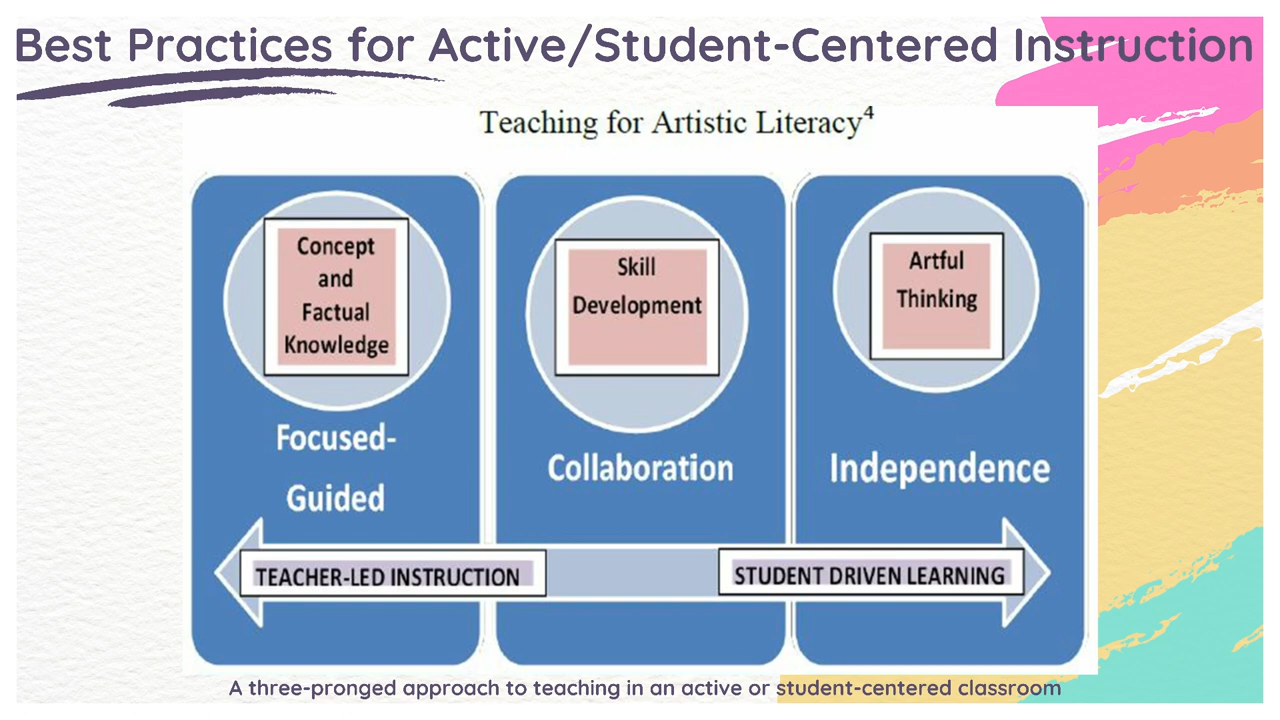 Best Practices for Active/Student-Centered Instruction
Teaching for Artistic Literacy⁴
Concept
and
Factual
Knowledge
Focused-
Guided
Skill
Development
Collaboration
Artful
Thinking
Independence
TEACHER-LED INSTRUCTION
STUDENT DRIVEN LEARNING
A three-pronged approach to teaching in an active or student-centered classroom